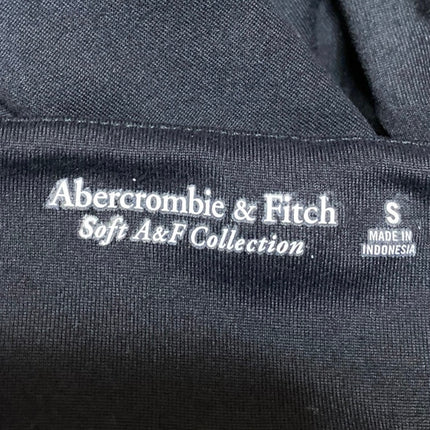 Abercrombie & Fitch
Soft A&F Collection
S
MADE IN
INDONESIA